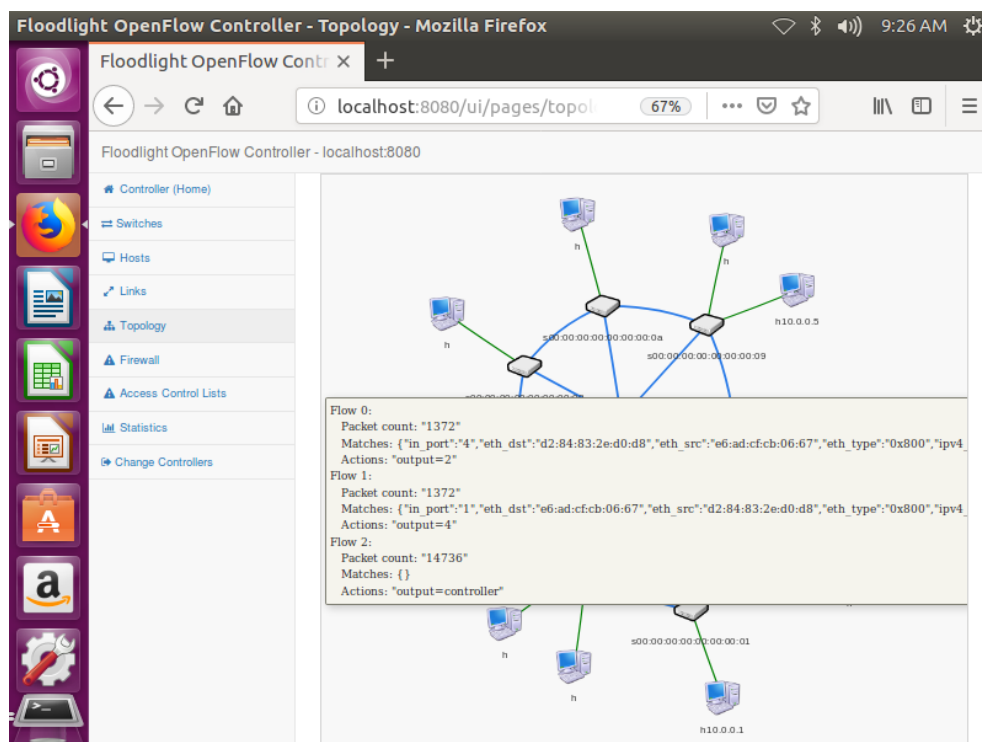 Floodlight OpenFlow Controller - Topology - Mozilla Firefox
9:26 AM
Floodlight OpenFlow Contr
localhost:8080/ui/pages/topol
67%
Floodlight OpenFlow Controller - localhost:8080
Controller (Home)
Switches
Hosts
Links
Topology
Firewall
Access Control Lists
Statistics
Change Controllers
h
h
h10.0.0.5
h
s00:00:00:00:00:00:00:0a
s00:00:00:00:00:00:00:09
Flow 0:
Packet count: "1372"
Matches: {"in_port":"4","eth_dst":"d2:84:83:2e:d0:d8","eth_src":"e6:ad:cf:cb:06:67","eth_type":"0x800","ipv4_
Actions: "output=2"
Flow 1:
Packet count: "1372"
Matches: {"in_port":"1","eth_dst":"e6:ad:cf:cb:06:67","eth_src":"d2:84:83:2e:d0:d8","eth_type":"0x800","ipv4_
Actions: "output=4"
Flow 2:
Packet count: "14736"
Matches: {}
Actions: "output=controller"
s00:00:00:00:00:00:00:01
h
h
h10.0.0.1